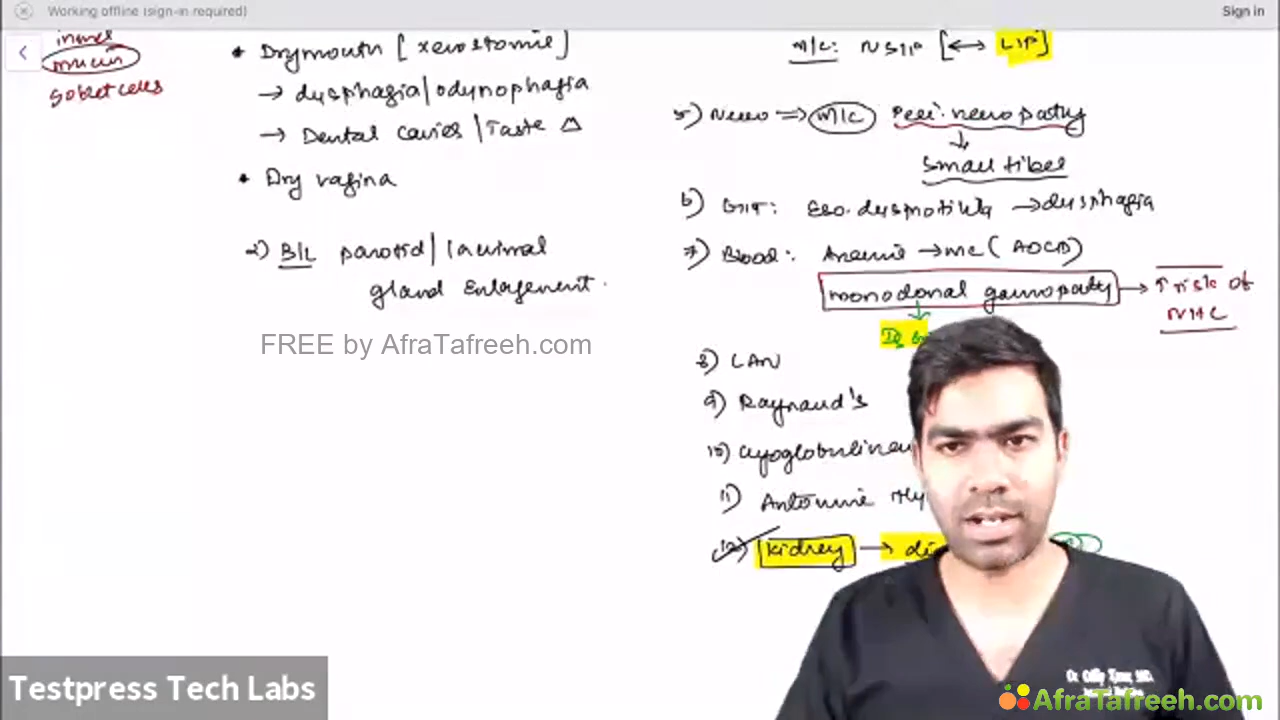 Working offline (sign-in required)
Sign in
mucin
Goblet cells
• Dry mouth [xerostomia]
→ dysphagia/odynophagia
→ Dental caries/Taste Δ
• Dry vagina
2) B/L parotid/lacrimal
gland Enlargement.
FREE by AfraTafreeh.com
M/C: NSIP [↔ LIP]
5) Neuro ⇒ M/C Peri. neuropathy
↓
Small fiber
6) GIT: Eso. dysmotility → dysphagia
7) Blood: Anemia → MC (AOCD)
monoclonal gammopathy → ↑ risk of
NHL
8) LAN
9) Raynaud's
10)
11) Autoimmune
12) kidney →
Testpress Tech Labs
AfraTafreeh.com